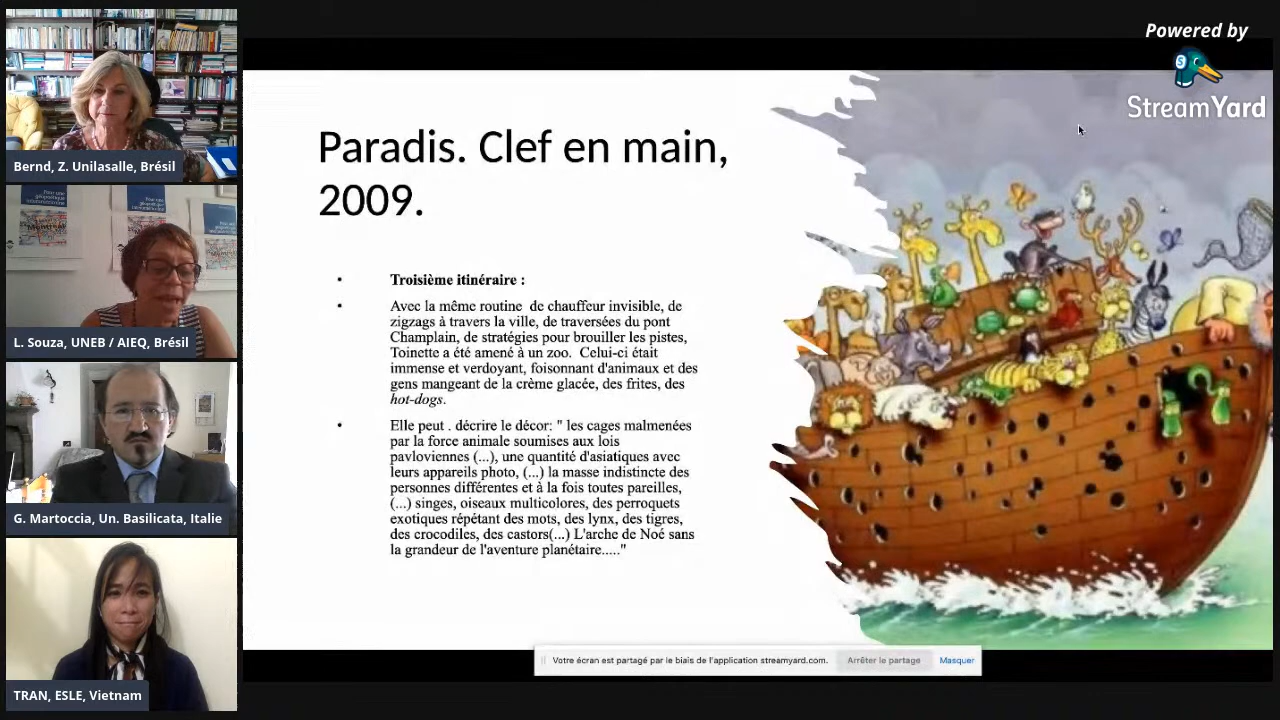 Powered by
StreamYard
Bernd, Z. Unilasalle, Brésil
L. Souza, UNEB / AIEQ, Brésil
G. Martoccia, Un. Basilicata, Italie
TRAN, ESLE, Vietnam
Paradis. Clef en main,
2009.
• Troisième itinéraire :
• Avec la même routine de chauffeur invisible, de
zigzags à travers la ville, de traversées du pont
Champlain, de stratégies pour brouiller les pistes,
Toinette a été amené à un zoo. Celui-ci était
immense et verdoyant, foisonnant d'animaux et des
gens mangeant de la crème glacée, des frites, des
hot-dogs.
• Elle peut . décrire le décor: " les cages malmenées
par la force animale soumises aux lois
pavloviennes (...), une quantité d'asiatiques avec
leurs appareils photo, (...) la masse indistincte des
personnes différentes et à la fois toutes pareilles,
(...) singes, oiseaux multicolores, des perroquets
exotiques répétant des mots, des lynx, des tigres,
des crocodiles, des castors(...) L'arche de Noé sans
la grandeur de l'aventure planétaire....."
Votre écran est partagé par le biais de l'application streamyard.com.
Arrêter le partage
Masquer